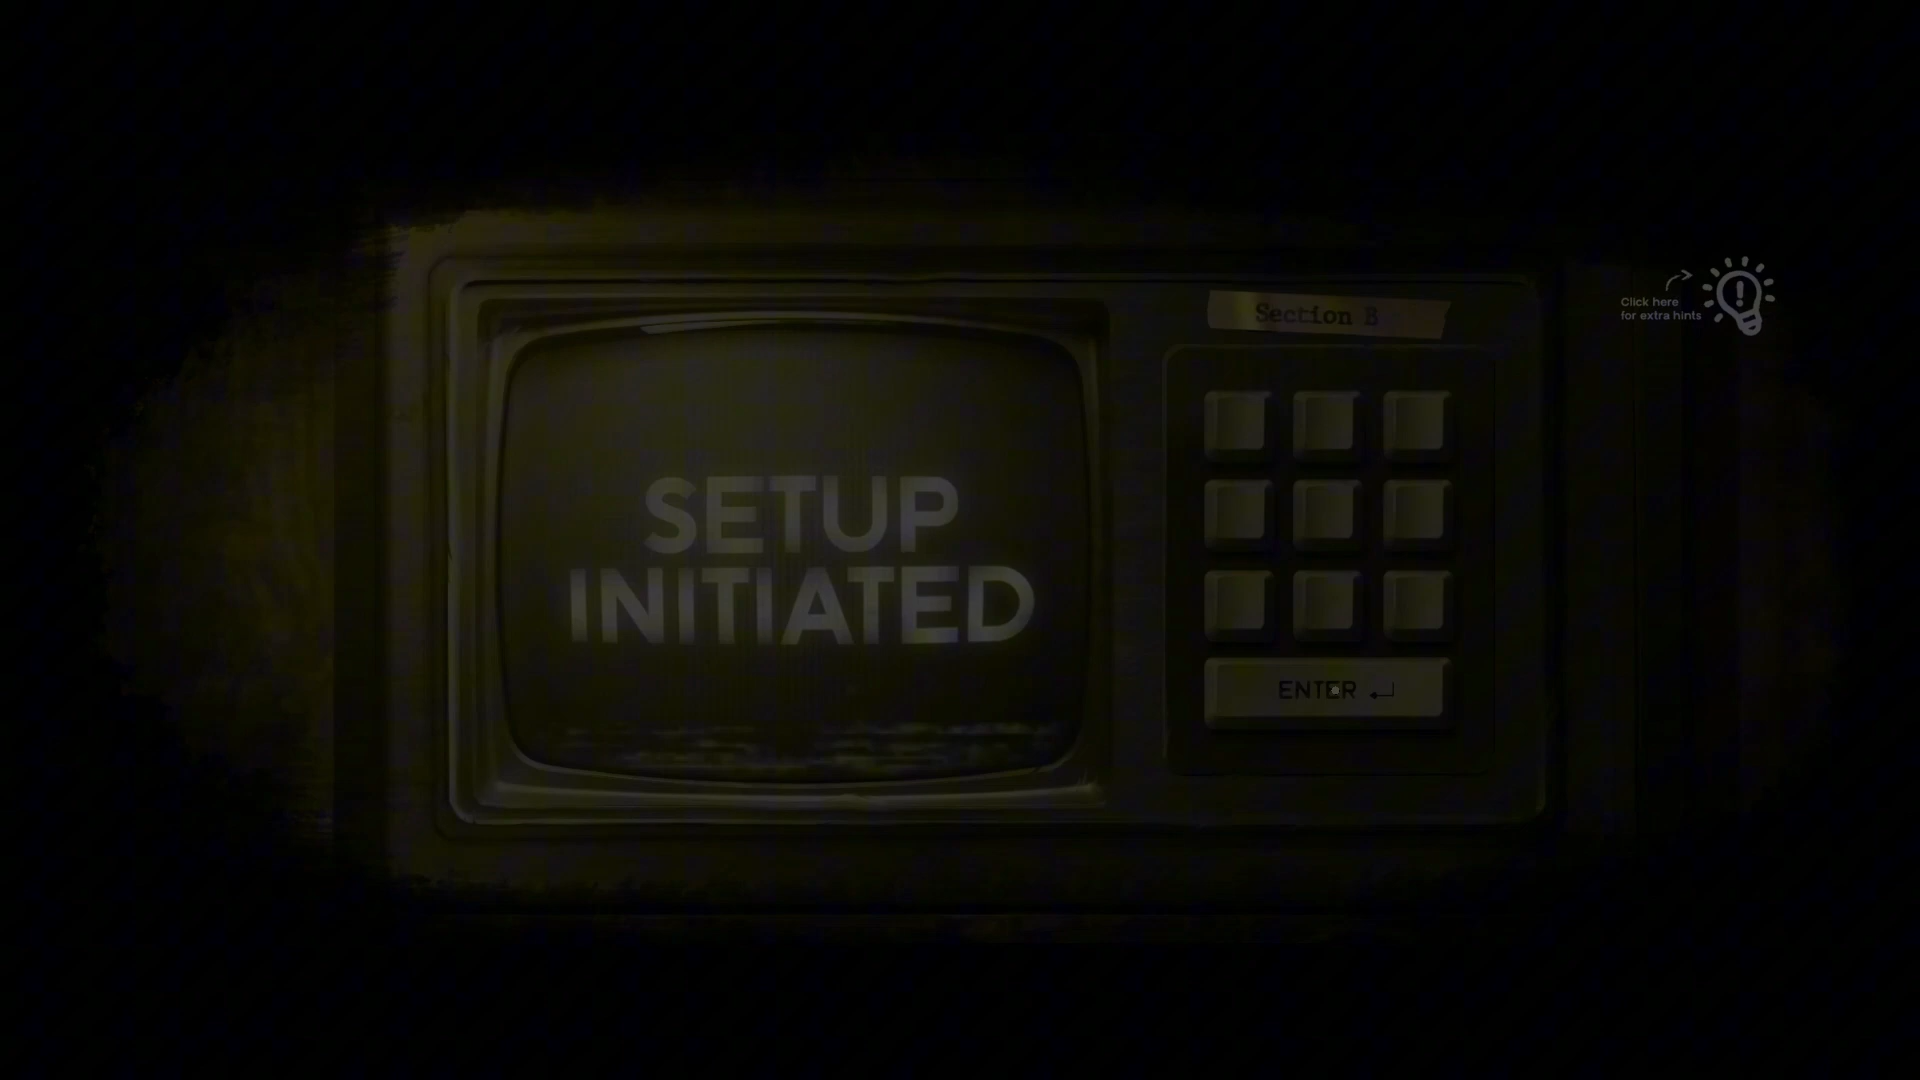 Section B
Click here
for extra hints
SETUP
INITIATED
ENTER